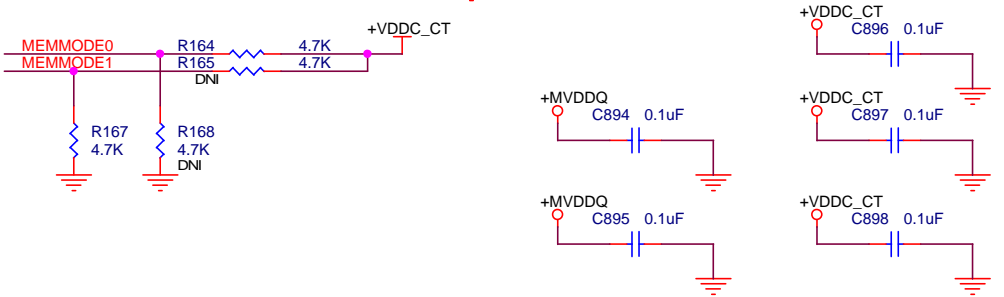 +VDDC_CT
MEMMODE0 R164 4.7K
MEMMODE1 R165 4.7K
DNI
R167 R168
4.7K 4.7K
DNI
+VDDC_CT
C896 0.1uF
+MVDDQ
C894 0.1uF
+VDDC_CT
C897 0.1uF
+MVDDQ
C895 0.1uF
+VDDC_CT
C898 0.1uF